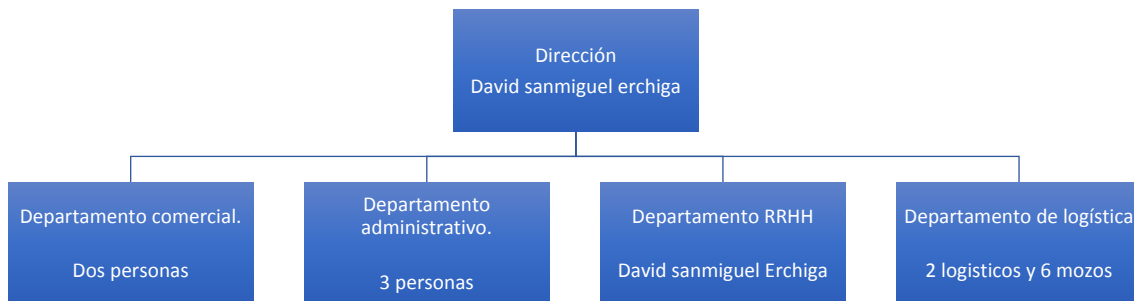 Dirección
David sanmiguel erchiga
Departamento comercial.
Dos personas
Departamento
administrativo.
3 personas
Departamento RRHH
David sanmiguel Erchiga
Departamento de logística
2 logisticos y 6 mozos